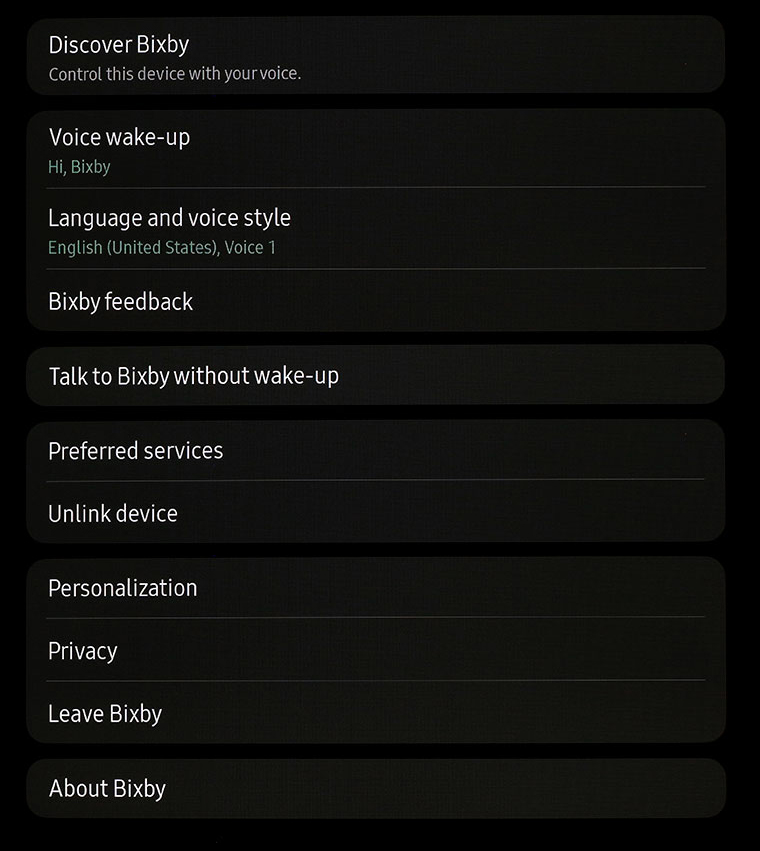 Discover Bixby
Control this device with your voice.
Voice wake-up
Hi, Bixby
Language and voice style
English (United States), Voice 1
Bixby feedback
Talk to Bixby without wake-up
Preferred services
Unlink device
Personalization
Privacy
Leave Bixby
About Bixby